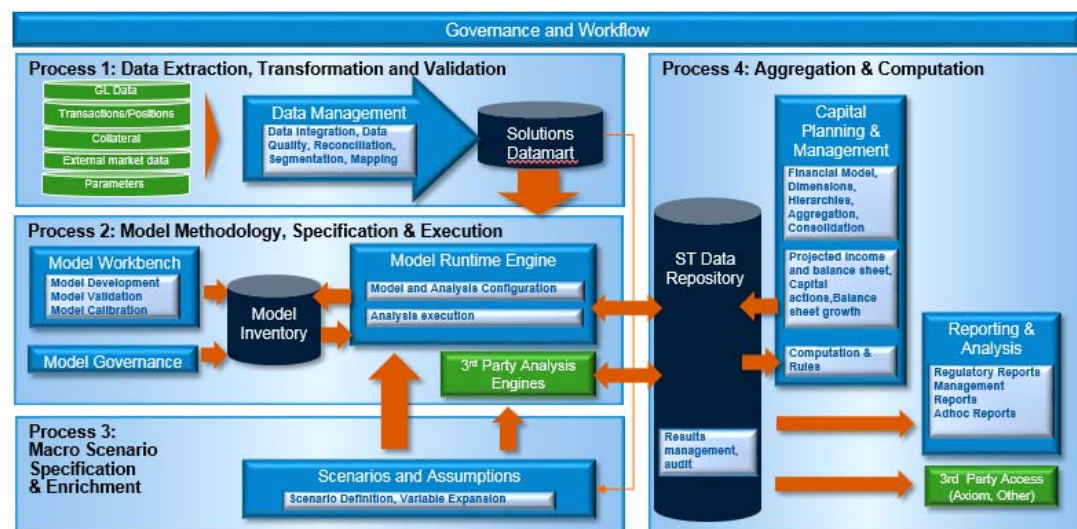 Governance and Workflow
Process 1: Data Extraction, Transformation and Validation
GL Data
Transactions/Positions
Collateral
External market data
Parameters
Data Management
Data Integration, Data
Quality, Reconciliation,
Segmentation, Mapping
Solutions
Datamart
Process 2: Model Methodology, Specification & Execution
Model Workbench
Model Development
Model Validation
Model Calibration
Model Governance
Model
Inventory
Model Runtime Engine
Model and Analysis Configuration
Analysis execution
3rd Party Analysis
Engines
Process 3:
Macro Scenario
Specification
& Enrichment
Scenarios and Assumptions
Scenario Definition, Variable Expansion
Process 4: Aggregation & Computation
ST Data
Repository
Results
management,
audit
Capital
Planning &
Management
Financial Model,
Dimensions,
Hierarchies,
Aggregation,
Consolidation
Projected income
and balance sheet,
Capital
actions,Balance
sheet growth
Computation &
Rules
Reporting &
Analysis
Regulatory Reports
Management
Reports
Adhoc Reports
3rd Party Access
(Axiom, Other)